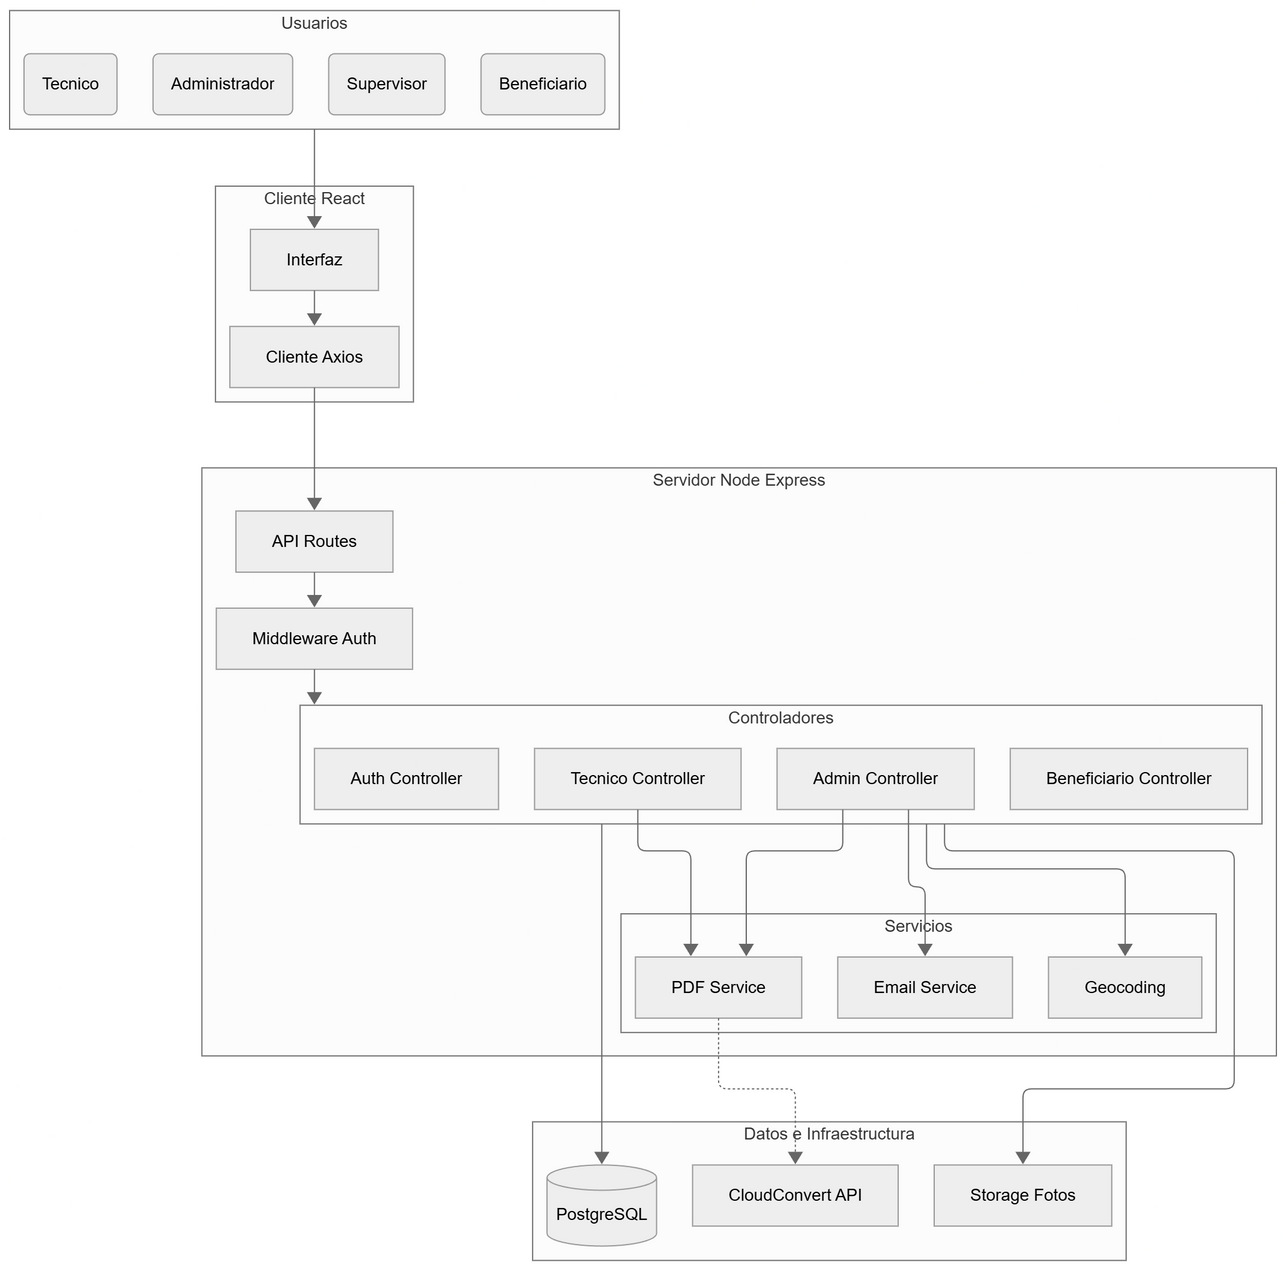 Usuarios
Tecnico
Administrador
Supervisor
Beneficiario
Cliente React
Interfaz
Cliente Axios
Servidor Node Express
API Routes
Middleware Auth
Controladores
Auth Controller
Tecnico Controller
Admin Controller
Beneficiario Controller
Servicios
PDF Service
Email Service
Geocoding
Datos e Infraestructura
PostgreSQL
CloudConvert API
Storage Fotos